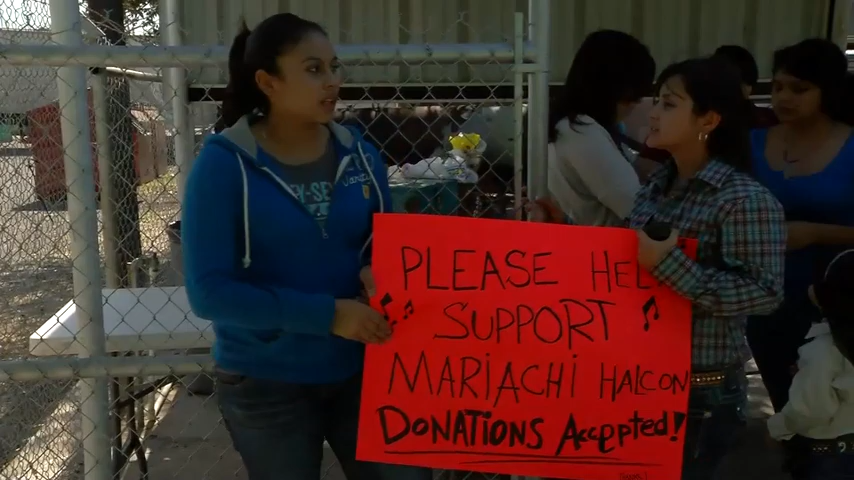 PLEASE HEL
SUPPORT
MARiACHi HALCON
DONATIONS Accepted!